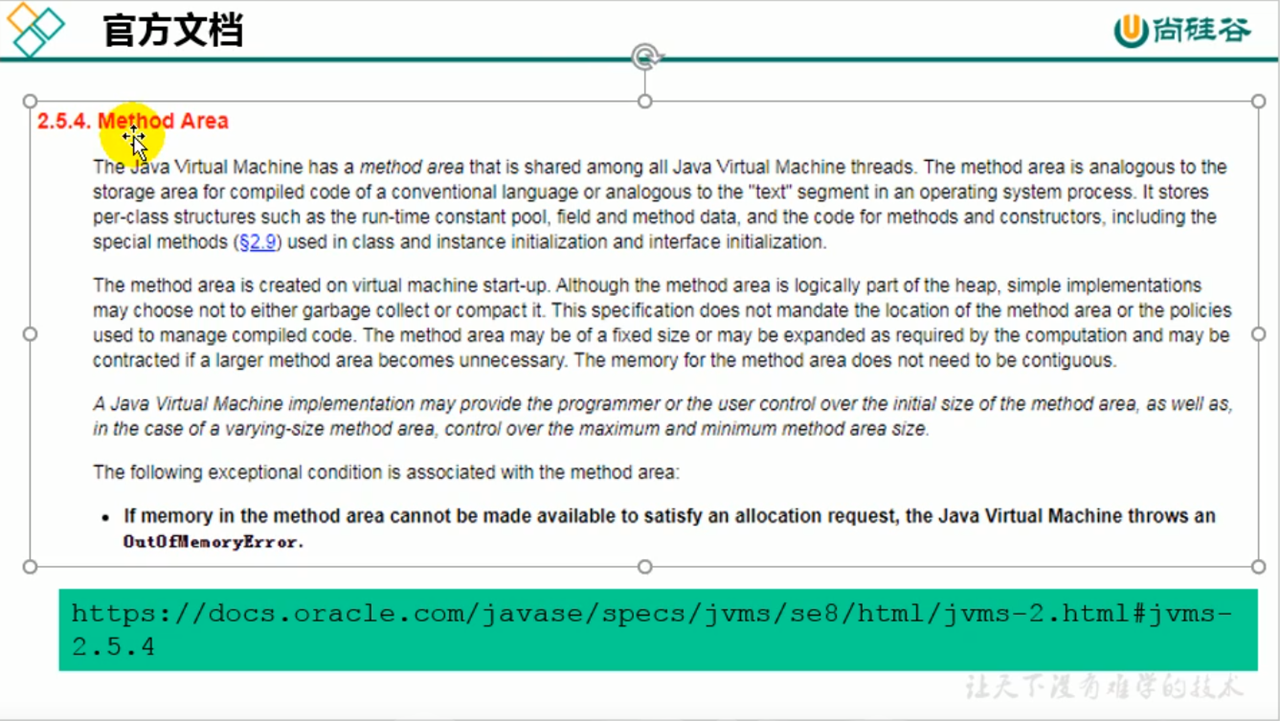 官方文档
尚硅谷
2.5.4. Method Area
The Java Virtual Machine has a method area that is shared among all Java Virtual Machine threads. The method area is analogous to the
storage area for compiled code of a conventional language or analogous to the "text" segment in an operating system process. It stores
per-class structures such as the run-time constant pool, field and method data, and the code for methods and constructors, including the
special methods (§2.9) used in class and instance initialization and interface initialization.
The method area is created on virtual machine start-up. Although the method area is logically part of the heap, simple implementations
may choose not to either garbage collect or compact it. This specification does not mandate the location of the method area or the policies
used to manage compiled code. The method area may be of a fixed size or may be expanded as required by the computation and may be
contracted if a larger method area becomes unnecessary. The memory for the method area does not need to be contiguous.
A Java Virtual Machine implementation may provide the programmer or the user control over the initial size of the method area, as well as,
in the case of a varying-size method area, control over the maximum and minimum method area size.
The following exceptional condition is associated with the method area:
• If memory in the method area cannot be made available to satisfy an allocation request, the Java Virtual Machine throws an
OutOfMemoryError.
https://docs.oracle.com/javase/specs/jvms/se8/html/jvms-2.html#jvms-
2.5.4
让天下没有难学的技术